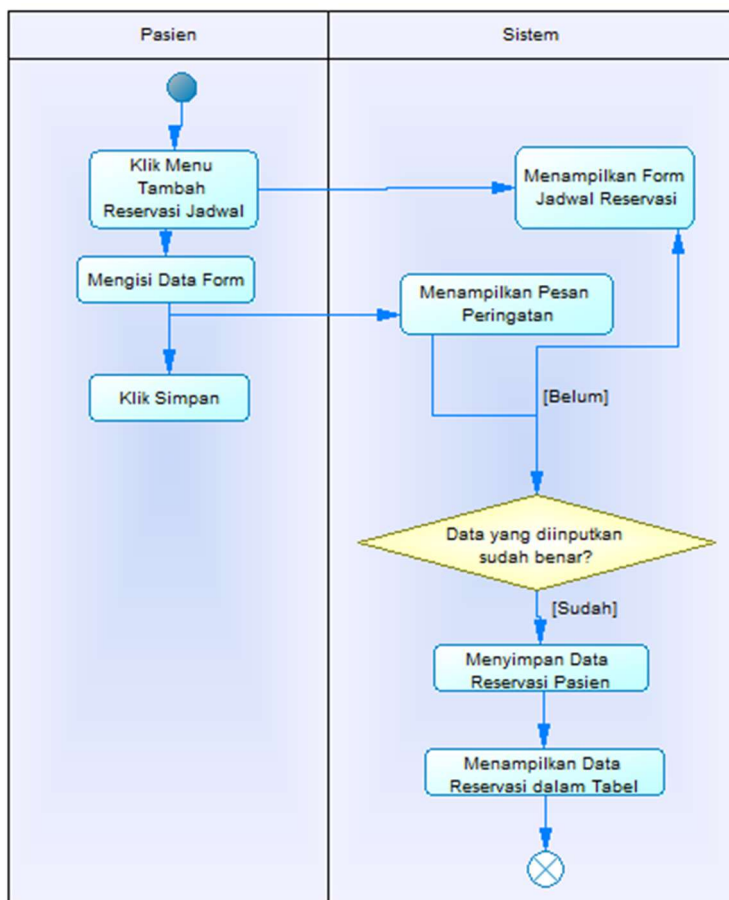 Pasien
Sistem
Klik Menu
Tambah
Reservasi Jadwal
Menampilkan Form
Jadwal Reservasi
Mengisi Data Form
Menampilkan Pesan
Peringatan
Klik Simpan
[Belum]
Data yang diinputkan
sudah benar?
[Sudah]
Menyimpan Data
Reservasi Pasien
Menampilkan Data
Reservasi dalam Tabel